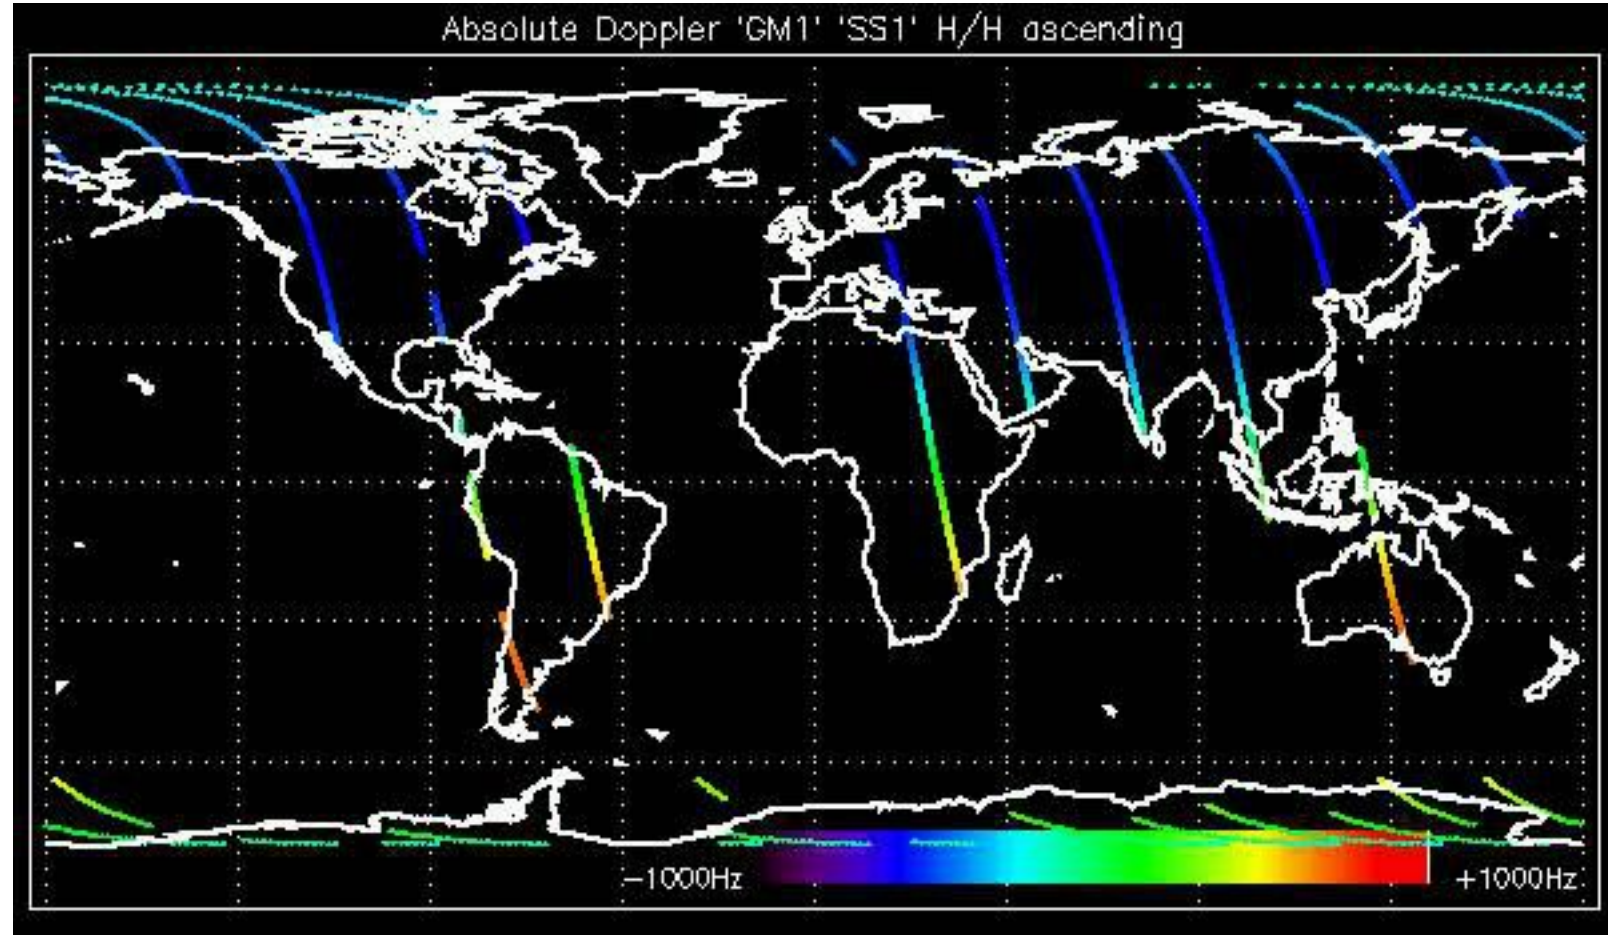 Absolute Doppler 'GM1' 'SS1' H/H ascending
−1000Hz
+1000Hz